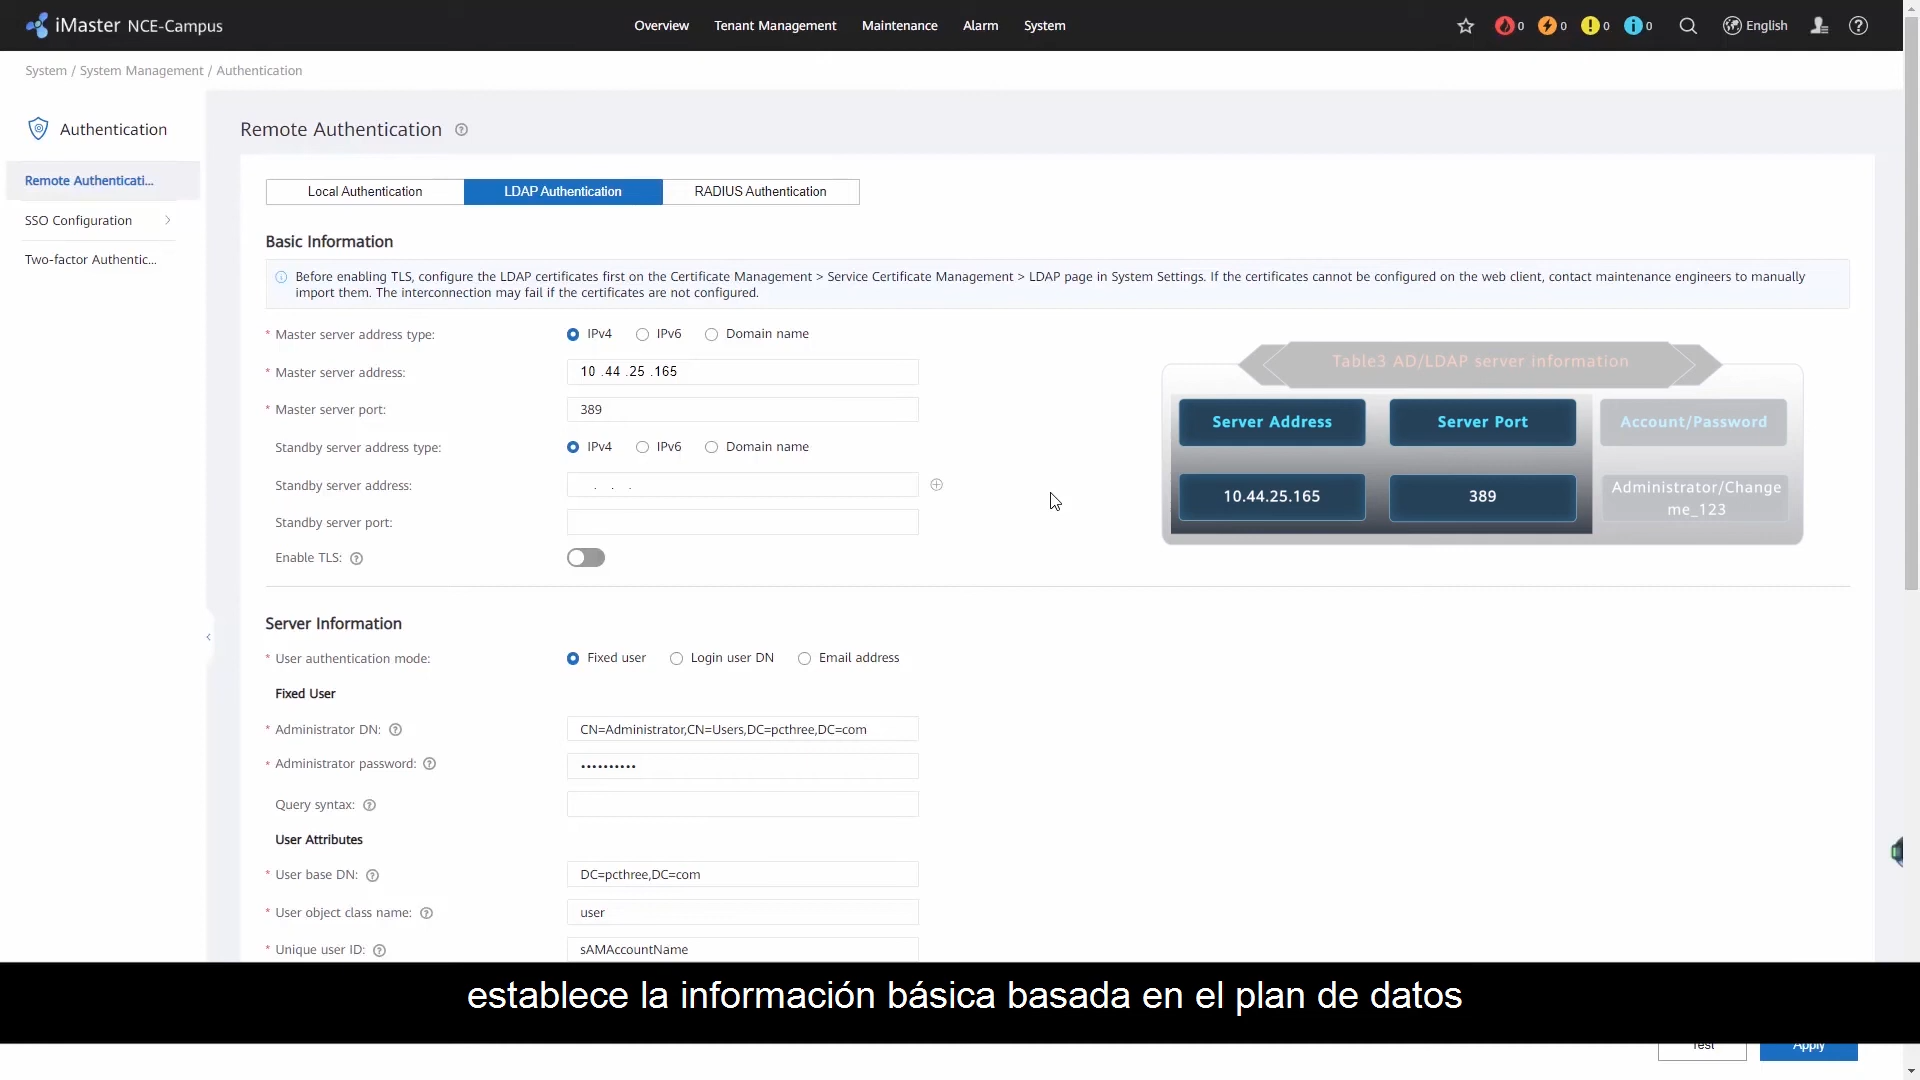 iMaster NCE-Campus
Overview Tenant Management Maintenance Alarm System
0 0 0 0 English
System / System Management / Authentication
Authentication
Remote Authenticati...
SSO Configuration
Two-factor Authentic...
Remote Authentication
Local Authentication LDAP Authentication RADIUS Authentication
Basic Information
Before enabling TLS, configure the LDAP certificates first on the Certificate Management > Service Certificate Management > LDAP page in System Settings. If the certificates cannot be configured on the web client, contact maintenance engineers to manually
import them. The interconnection may fail if the certificates are not configured.
* Master server address type: IPv4 IPv6 Domain name
* Master server address: 10 .44 .25 .165
* Master server port: 389
Standby server address type: IPv4 IPv6 Domain name
Standby server address: . . .
Standby server port:
Enable TLS:
Table3 AD/LDAP server information
Server Address Server Port Account/Password
10.44.25.165 389 Administrator/Change
me_123
Server Information
* User authentication mode: Fixed user Login user DN Email address
Fixed User
* Administrator DN: CN=Administrator,CN=Users,DC=pcthree,DC=com
* Administrator password: ••••••••••
Query syntax:
User Attributes
* User base DN: DC=pcthree,DC=com
* User object class name: user
* Unique user ID: sAMAccountName
establece la información básica basada en el plan de datos
Test Apply